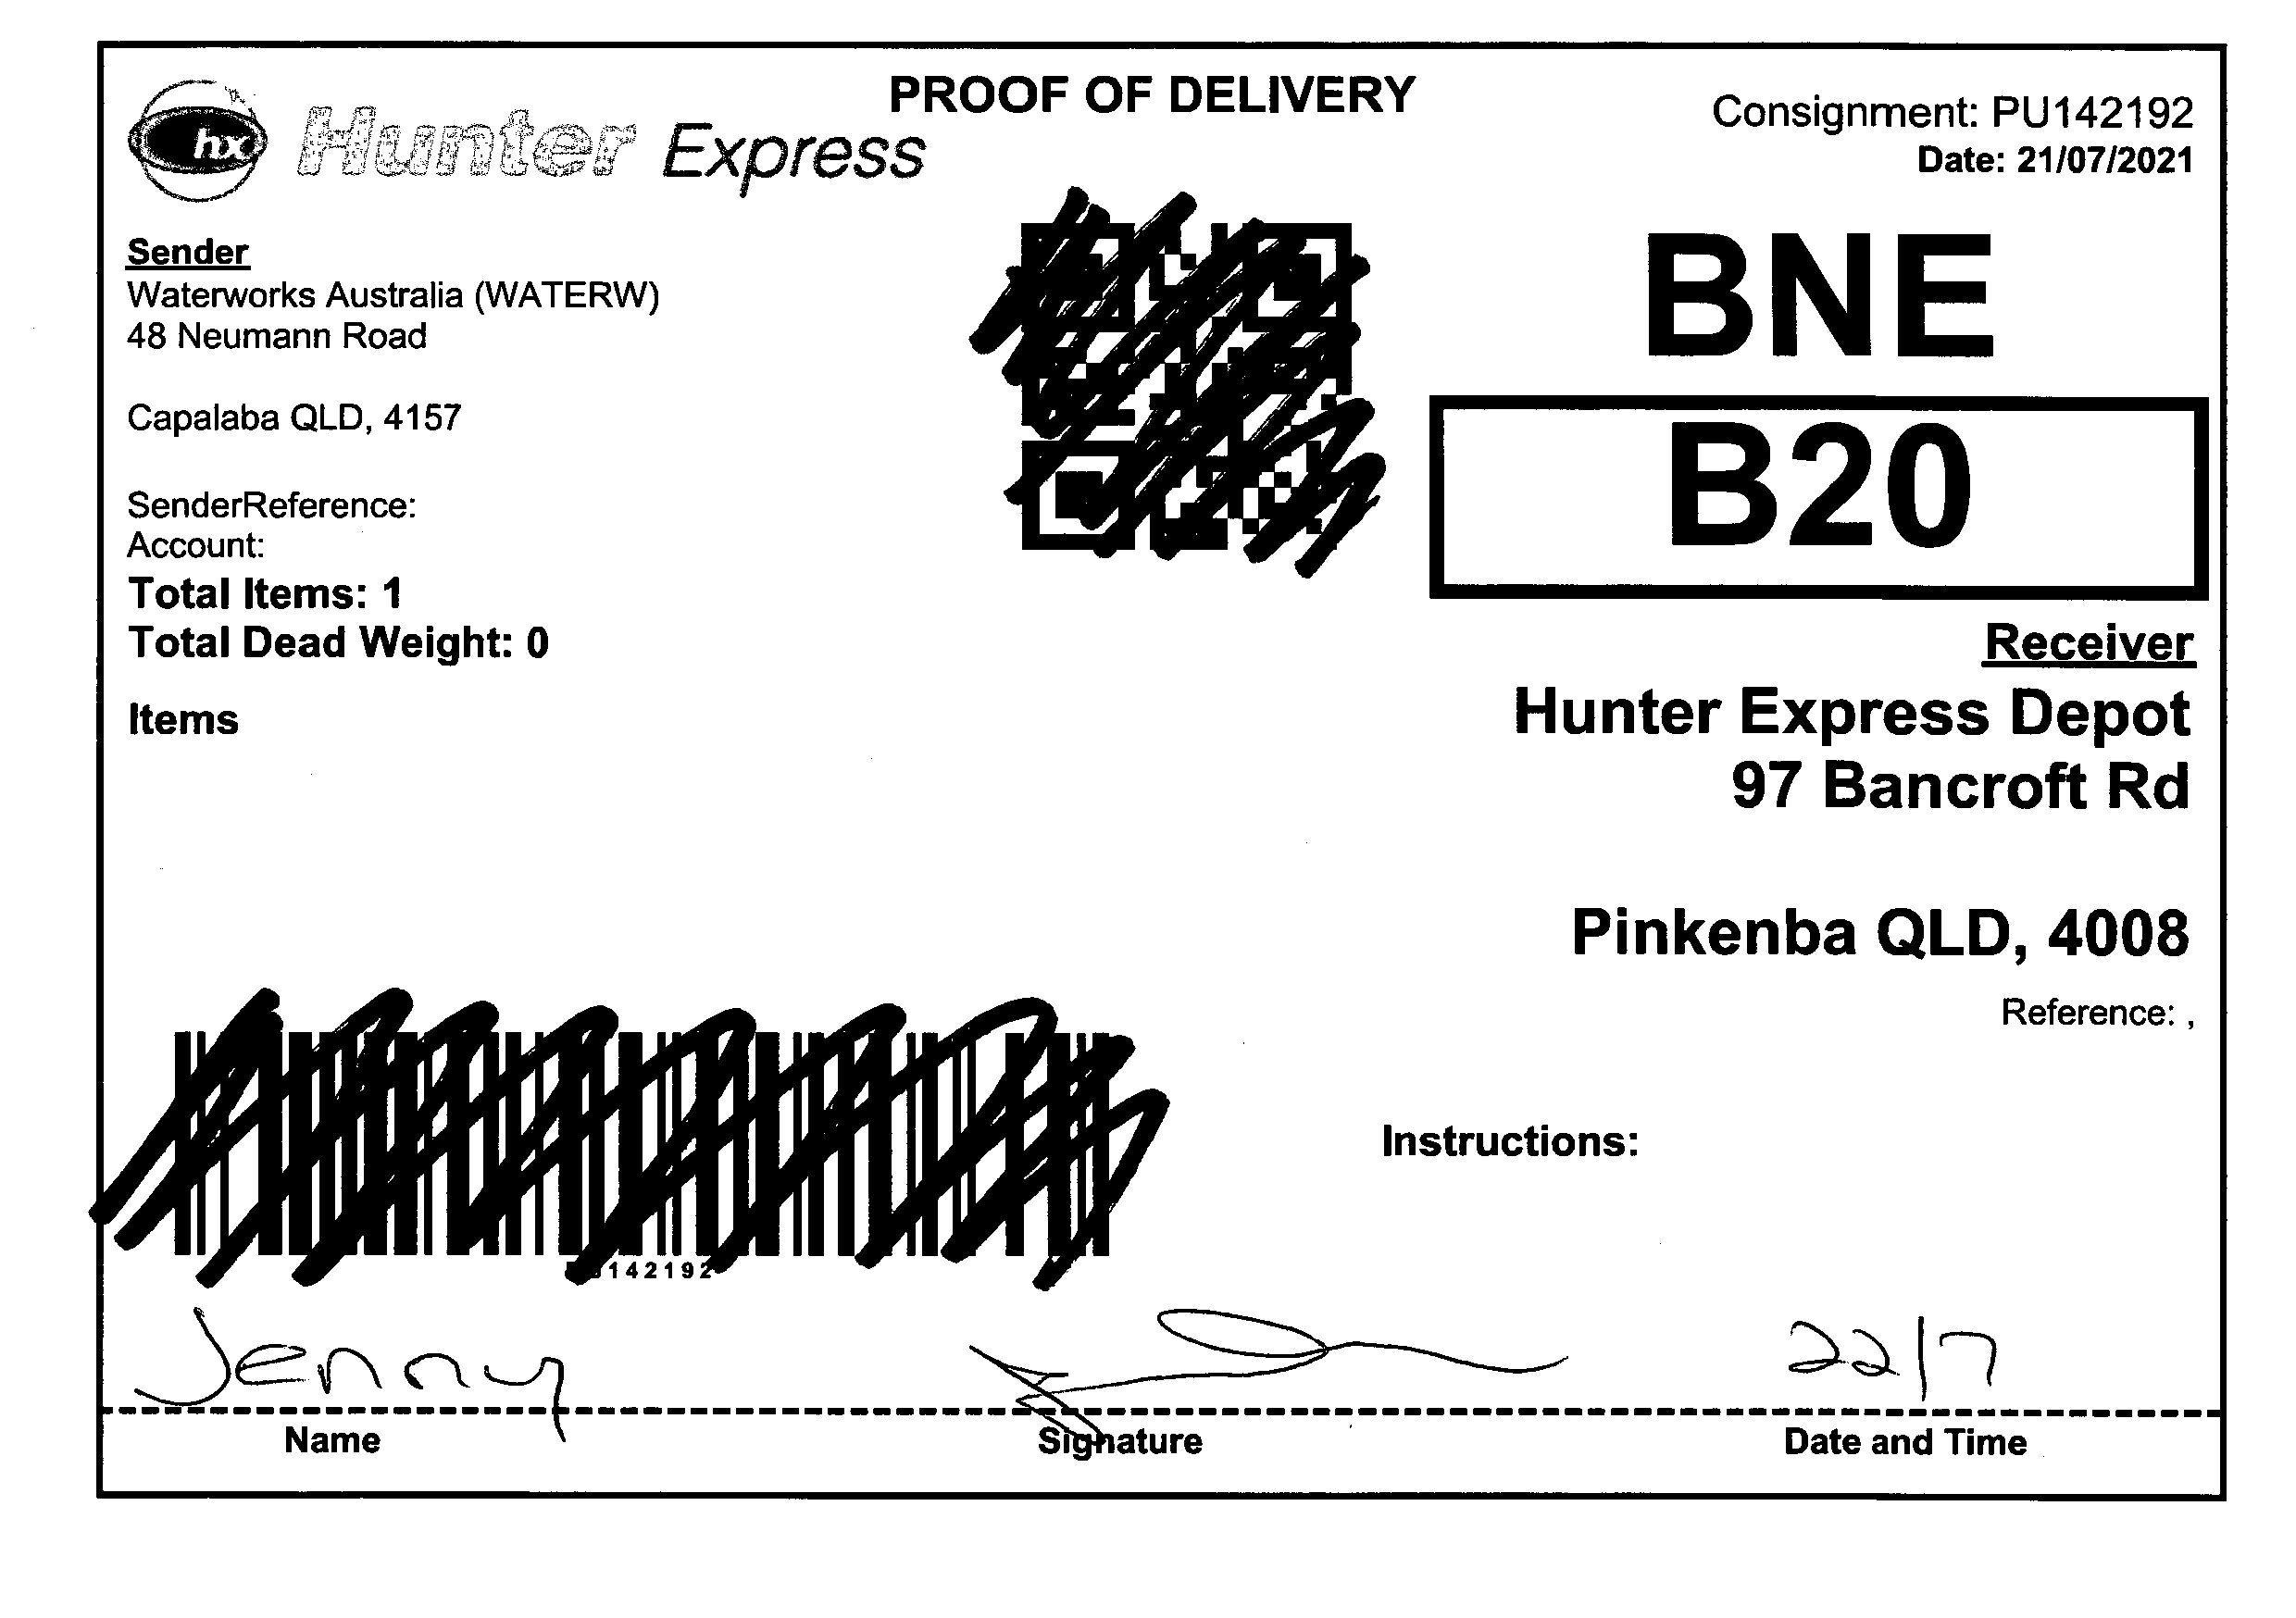 PROOF OF DELIVERY
hx Hunter Express
Consignment: PU142192
Date: 21/07/2021
Sender
Waterworks Australia (WATERW)
48 Neumann Road
Capalaba QLD, 4157
SenderReference:
Account:
Total Items: 1
Total Dead Weight: 0
Items
BNE
B20
Receiver
Hunter Express Depot
97 Bancroft Rd
Pinkenba QLD, 4008
Reference: ,
Instructions:
142192
Jenny
22/7
Name
Signature
Date and Time